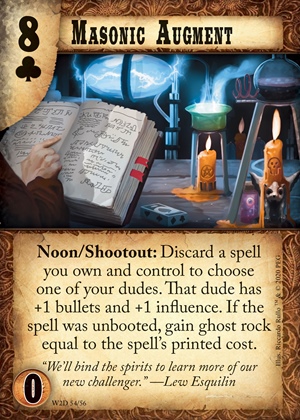 8
MASONIC AUGMENT
Noon/Shootout: Discard a spell
you own and control to choose
one of your dudes. That dude has
+1 bullets and +1 influence. If the
spell was unbooted, gain ghost rock
equal to the spell's printed cost.
"We'll bind the spirits to learn more of our
new challenger." —Lew Esquilin
0
W2D 54/56